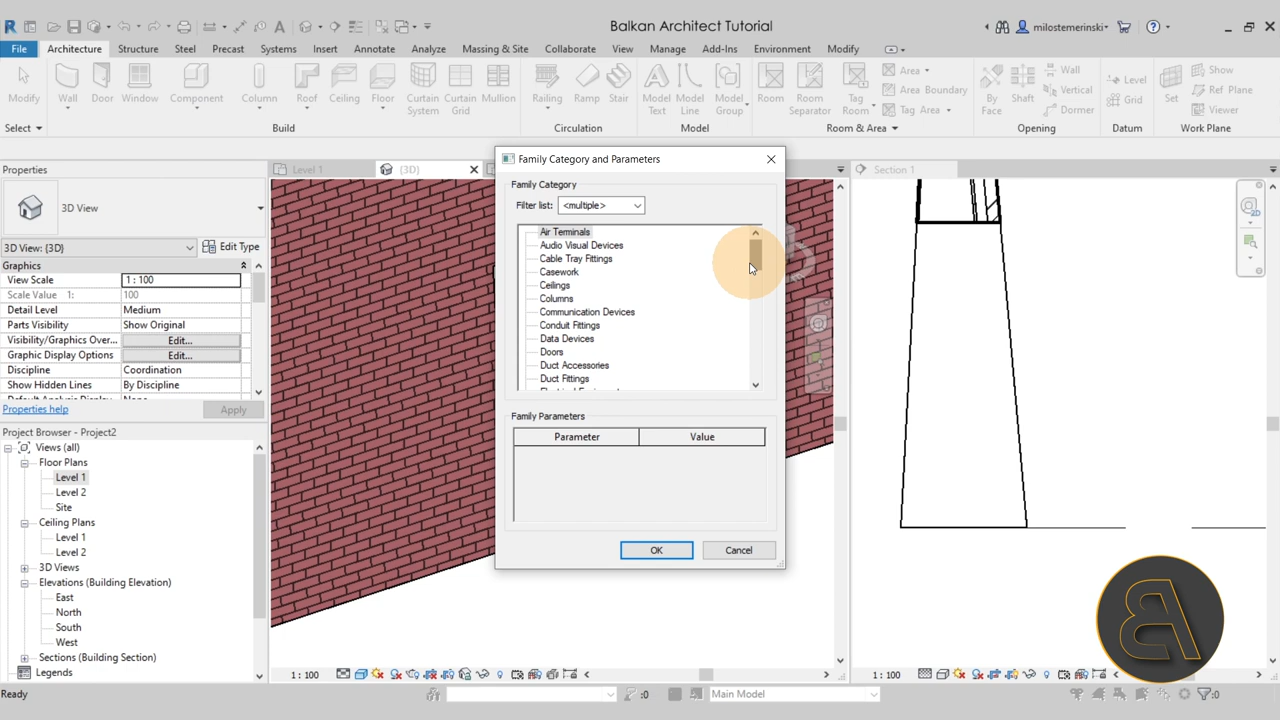 Balkan Architect Tutorial
milostemerinski
File
Architecture
Structure
Steel
Precast
Systems
Insert
Annotate
Analyze
Massing & Site
Collaborate
View
Manage
Add-Ins
Environment
Modify
Modify
Wall
Door
Window
Component
Column
Roof
Ceiling
Floor
Curtain System
Curtain Grid
Mullion
Railing
Ramp
Stair
Model Text
Model Line
Model Group
Room
Room Separator
Tag Room
Area
Area Boundary
Tag Area
By Face
Shaft
Wall
Vertical
Dormer
Level
Grid
Set
Show
Ref Plane
Viewer
Select
Build
Circulation
Model
Room & Area
Opening
Datum
Work Plane
Properties
3D View
3D View: {3D}
Edit Type
Graphics
View Scale
1 : 100
Scale Value 1:
100
Detail Level
Medium
Parts Visibility
Show Original
Visibility/Graphics Over...
Edit...
Graphic Display Options
Edit...
Discipline
Coordination
Show Hidden Lines
By Discipline
Properties help
Apply
Project Browser - Project2
Views (all)
Floor Plans
Level 1
Level 2
Site
Ceiling Plans
Level 1
Level 2
3D Views
Elevations (Building Elevation)
East
North
South
West
Sections (Building Section)
Legends
Level 1
{3D}
Section 1
Family Category and Parameters
Family Category
Filter list:
<multiple>
Air Terminals
Audio Visual Devices
Cable Tray Fittings
Casework
Ceilings
Columns
Communication Devices
Conduit Fittings
Data Devices
Doors
Duct Accessories
Duct Fittings
Family Parameters
Parameter
Value
OK
Cancel
2D
1 : 100
1 : 100
Ready
:0
Main Model
:0